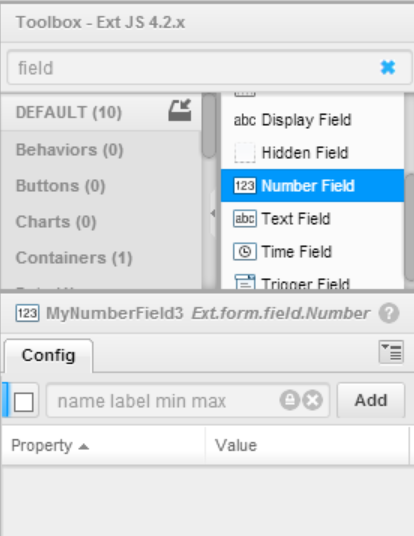 Toolbox - Ext JS 4.2.x
field
DEFAULT (10)
Behaviors (0)
Buttons (0)
Charts (0)
Containers (1)
abc Display Field
Hidden Field
123 Number Field
abc Text Field
Time Field
Trigger Field
123 MyNumberField3 Ext.form.field.Number ?
Config
name label min max
Add
Property
Value